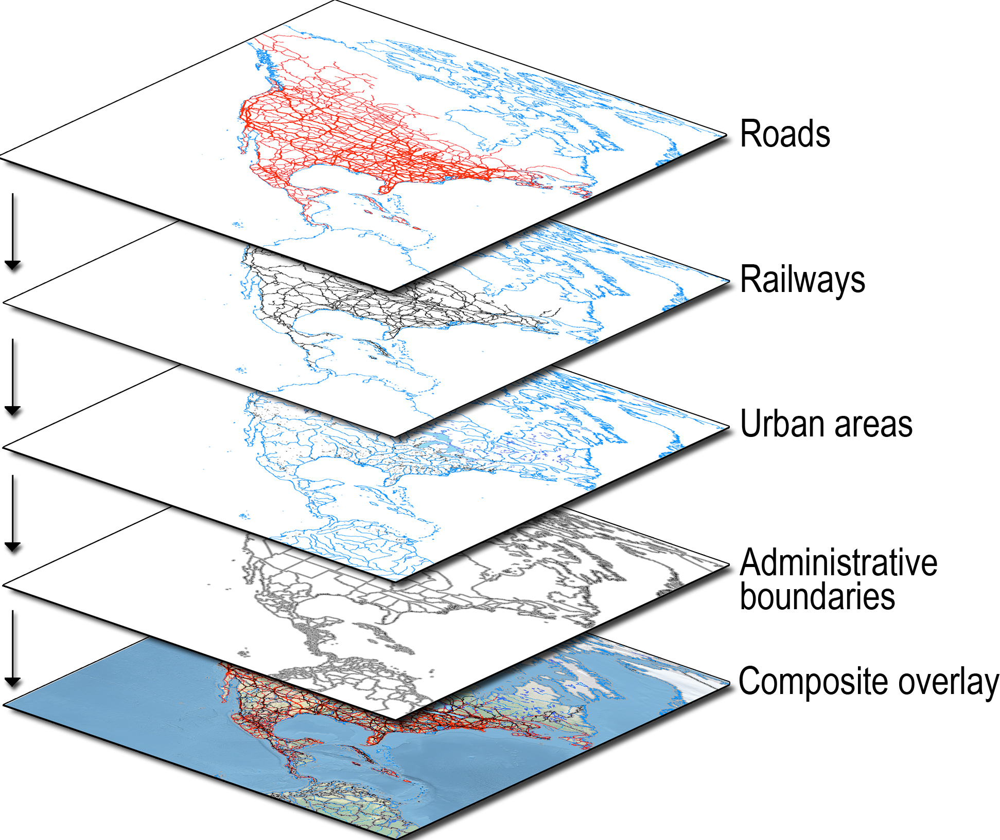 Roads
Railways
Urban areas
Administrative
boundaries
Composite overlay